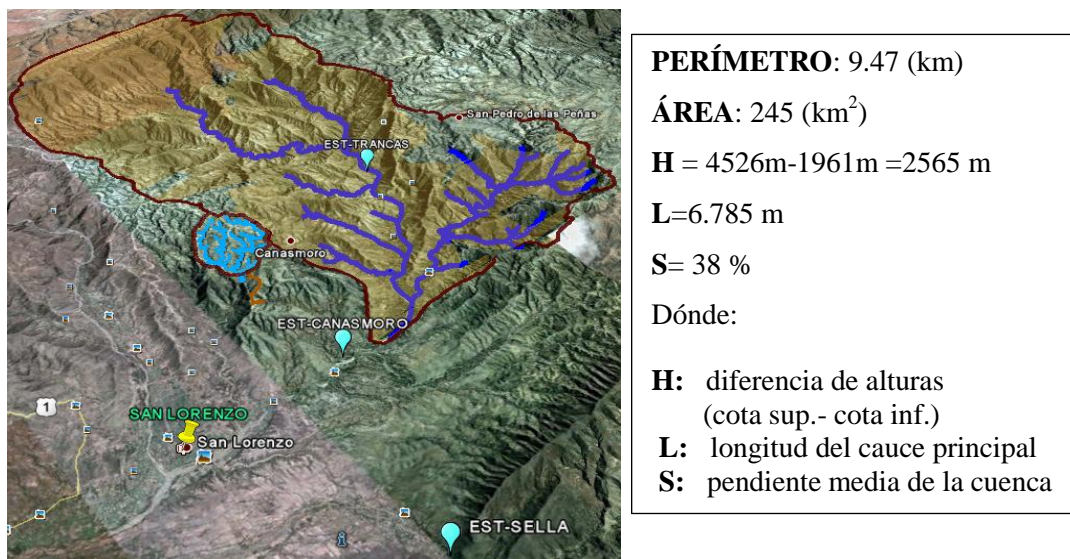 San Pedro de las Peñas
EST-TRANCAS
Canasmoro
EST-CANASMORO
1
SAN LORENZO
San Lorenzo
EST-SELLA
PERÍMETRO: 9.47 (km)
ÁREA: 245 (km²)
H = 4526m-1961m =2565 m
L=6.785 m
S= 38 %
Dónde:
H: diferencia de alturas
(cota sup.- cota inf.)
L: longitud del cauce principal
S: pendiente media de la cuenca